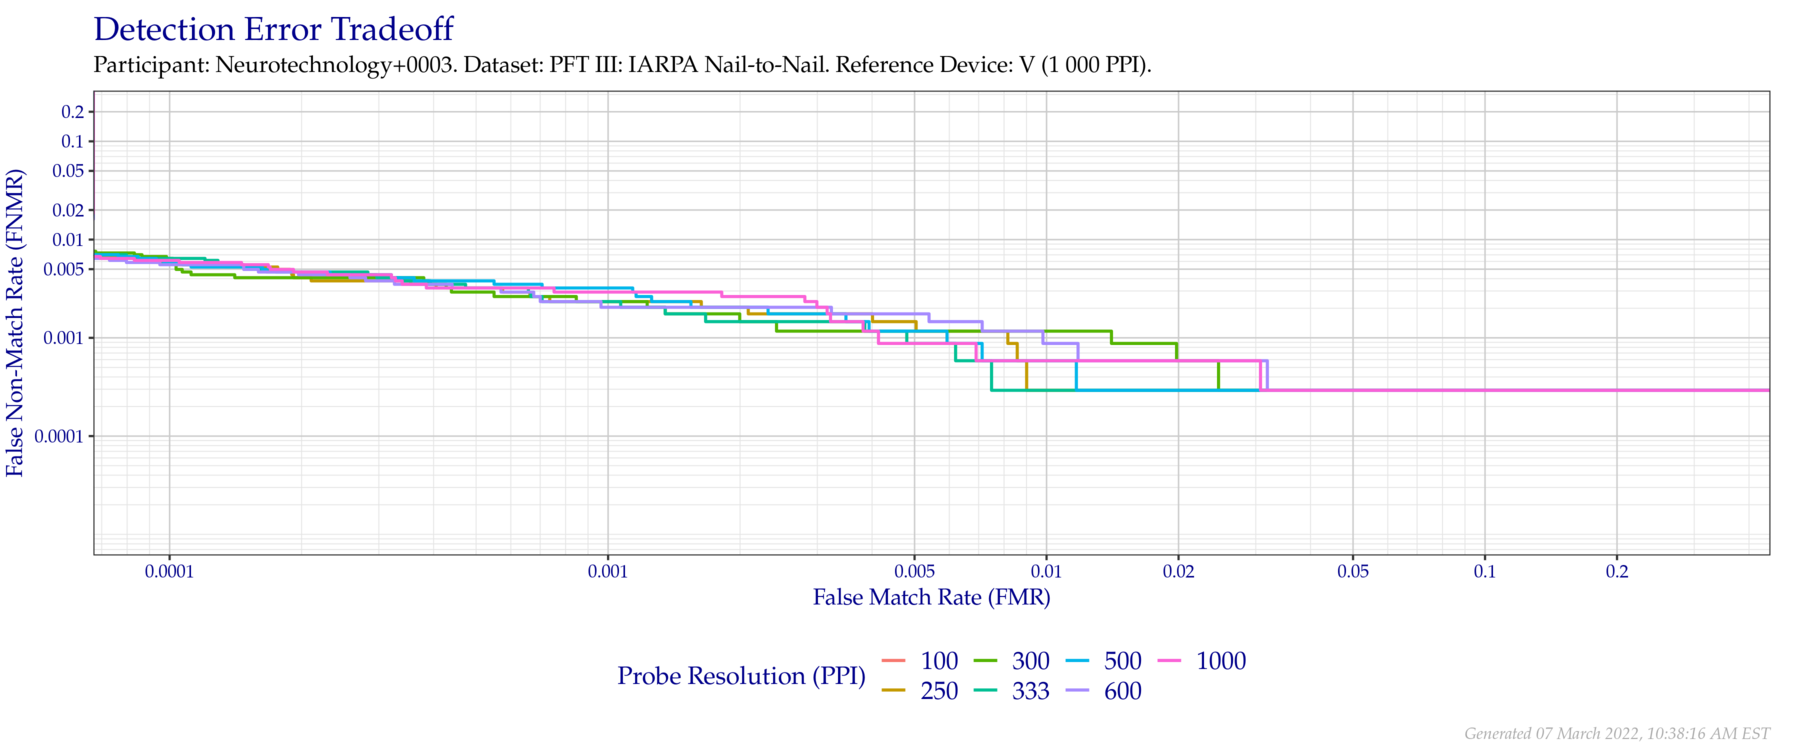 Detection Error Tradeoff
Participant: Neurotechnology+0003. Dataset: PFT III: IARPA Nail-to-Nail. Reference Device: V (1 000 PPI).
False Non-Match Rate (FNMR)
0.2
0.1
0.05
0.02
0.01
0.005
0.001
0.0001
0.0001 0.001 0.005 0.01 0.02 0.05 0.1 0.2
False Match Rate (FMR)
Probe Resolution (PPI)
100 300 500 1000
250 333 600
Generated 07 March 2022, 10:38:16 AM EST